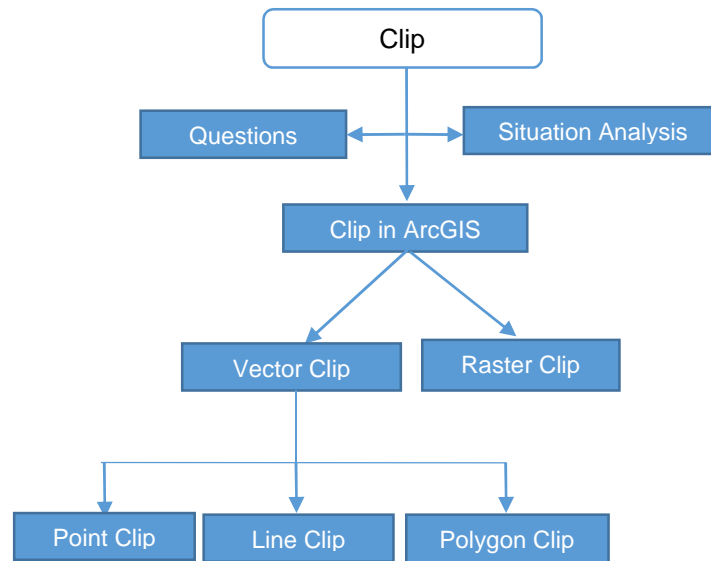 Clip
Questions
Situation Analysis
Clip in ArcGIS
Vector Clip
Raster Clip
Point Clip
Line Clip
Polygon Clip